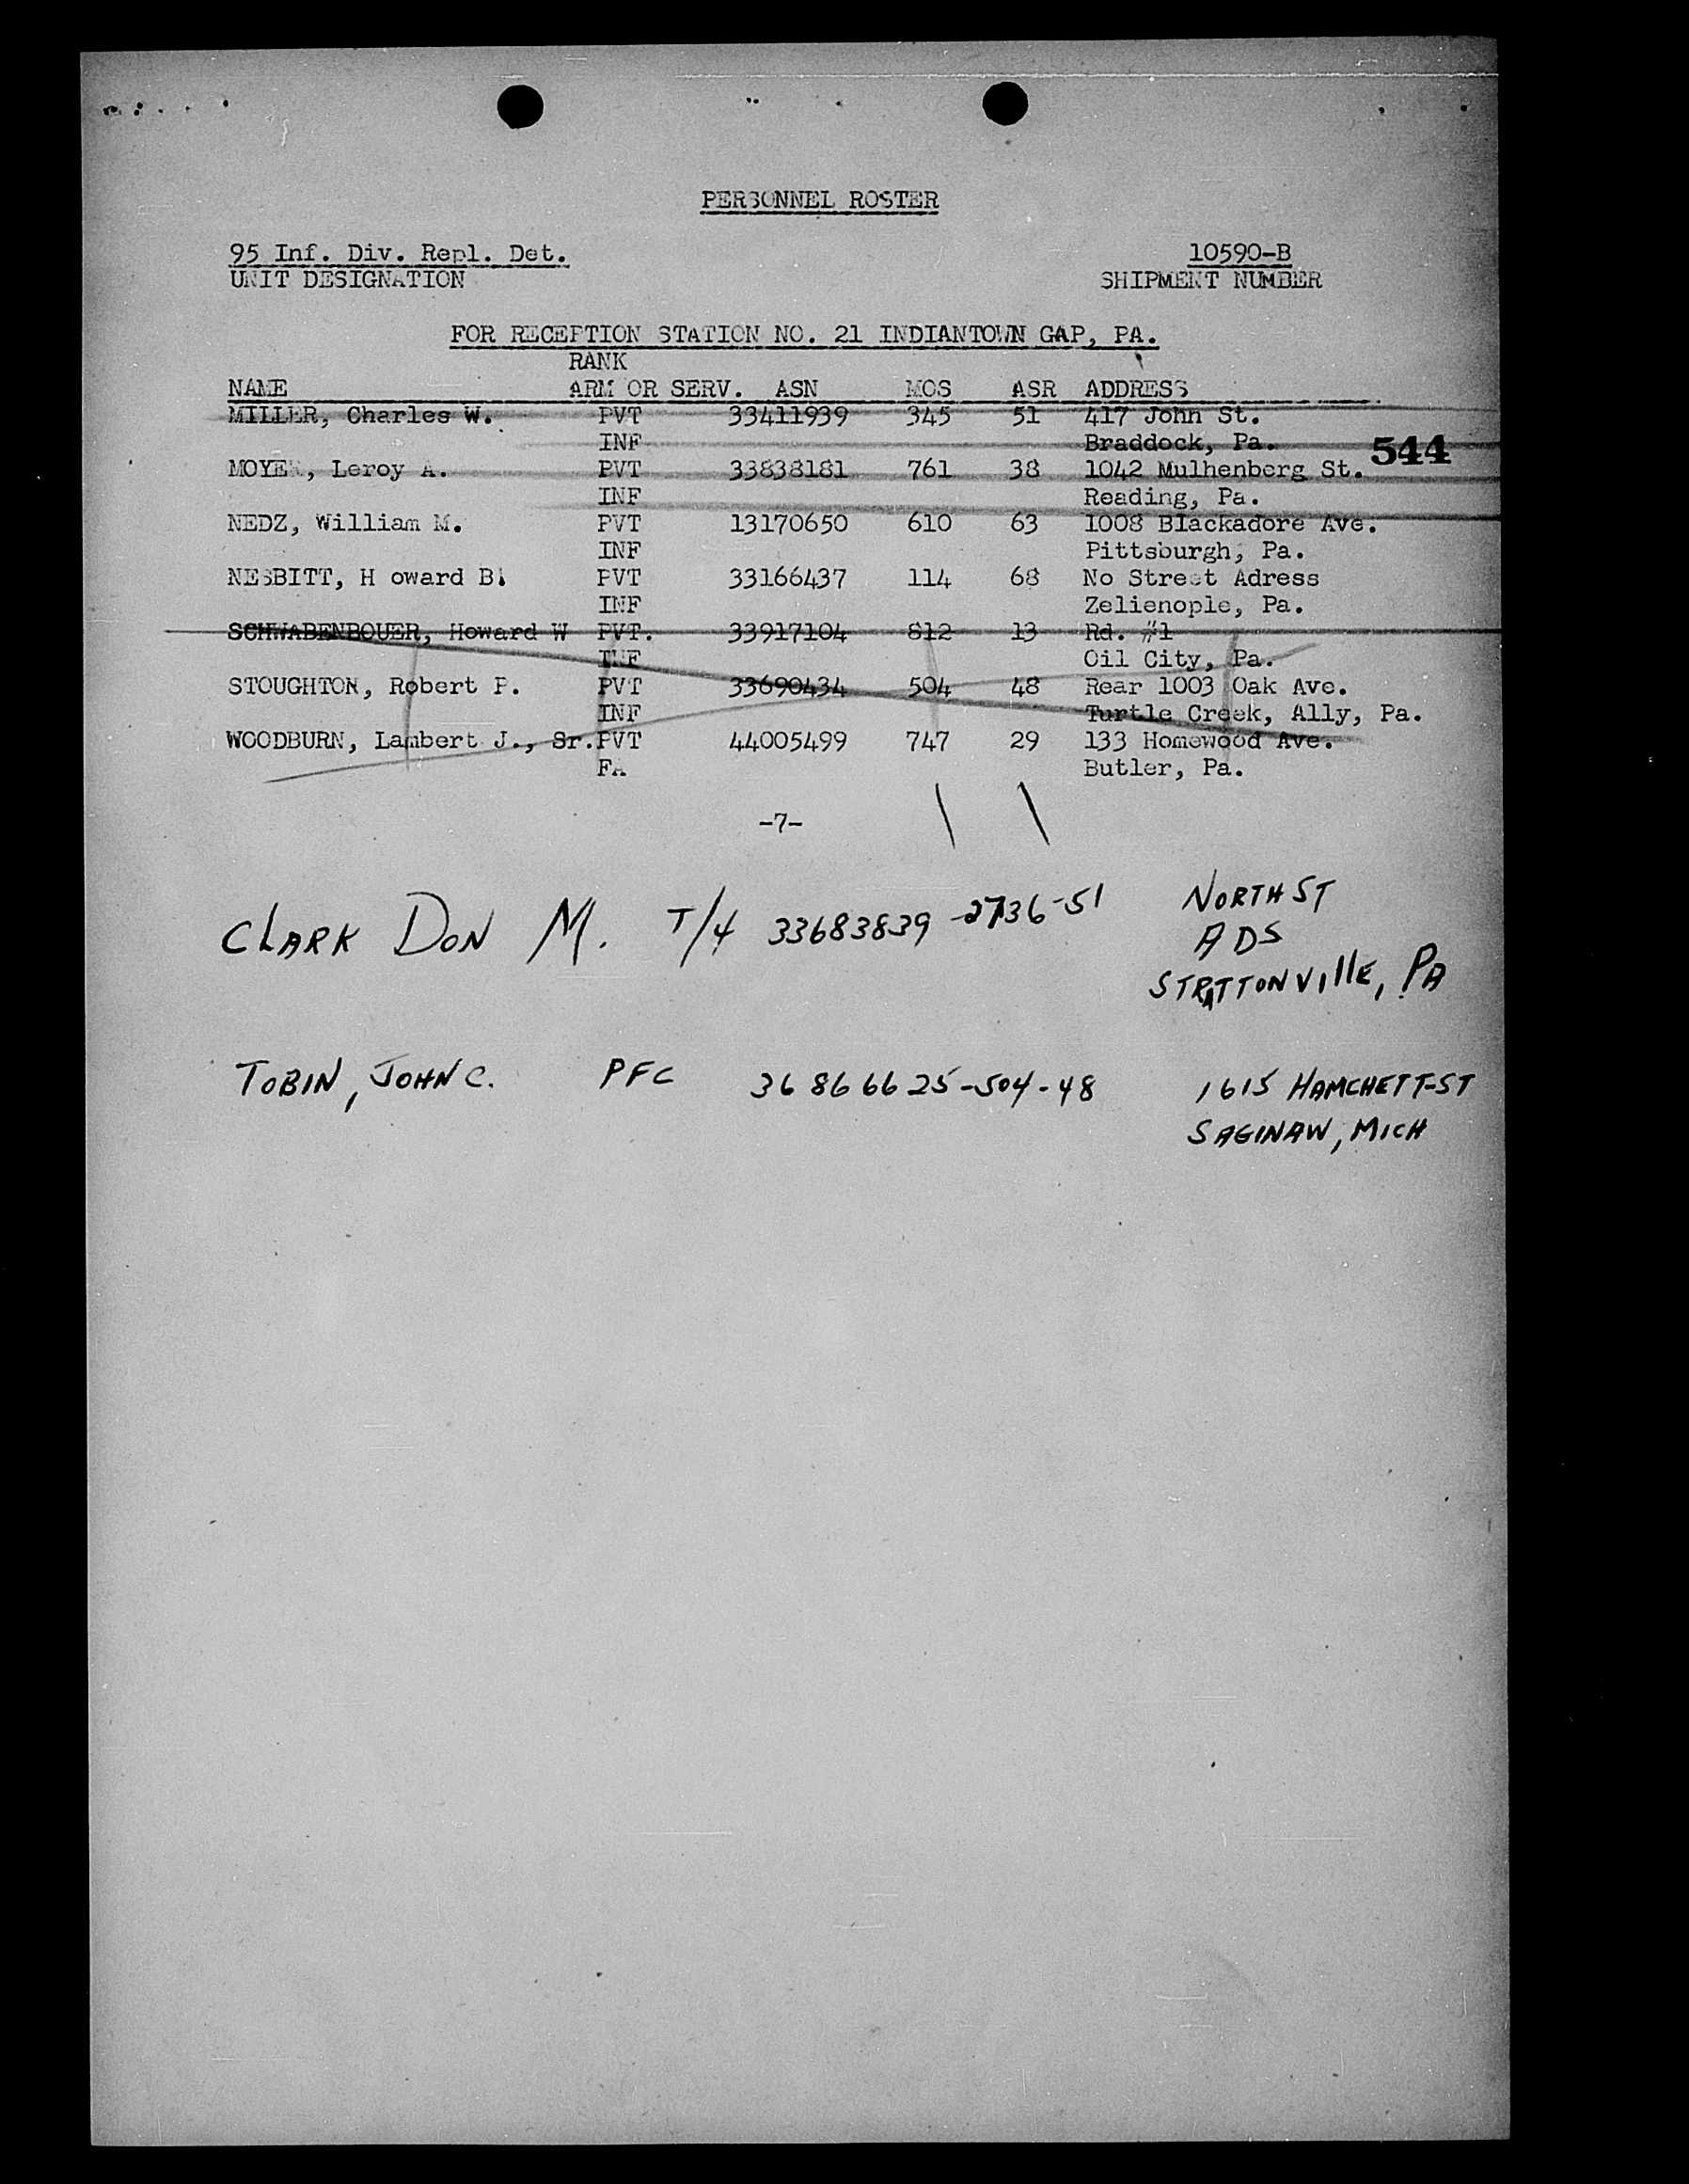 PERSONNEL ROSTER
95 Inf. Div. Repl. Det. 10590-B
UNIT DESIGNATION SHIPMENT NUMBER
FOR RECEPTION STATION NO. 21 INDIANTOWN GAP, PA.
RANK
NAME ARM OR SERV. ASN MOS ASR ADDRESS
MILLER, Charles W. PVT 33411939 345 51 417 John St.
INF Braddock, Pa.
544
MOYER, Leroy A. PVT 33838181 761 38 1042 Mulhenberg St.
INF Reading, Pa.
NEDZ, William M. PVT 13170650 610 63 1008 Blackadore Ave.
INF Pittsburgh, Pa.
NESBITT, H oward B. PVT 33166437 114 68 No Street Adress
INF Zelienople, Pa.
SCHWABENBOUER, Howard W PVT. 33917104 812 13 Rd. #1
INF Oil City, Pa.
STOUGHTON, Robert P. PVT 33690434 504 48 Rear 1003 Oak Ave.
INF Turtle Creek, Ally, Pa.
WOODBURN, Lambert J., Sr. PVT 44005499 747 29 133 Homewood Ave.
FA Butler, Pa.
-7-
CLARK DON M. T/4 33683839 -2736-51 NORTH ST
ADS
STRATTONVIllE, PA
TOBIN, JOHN C. PFC 36866625-504-48 1615 HAMCHETT-ST
SAGINAW, MICH